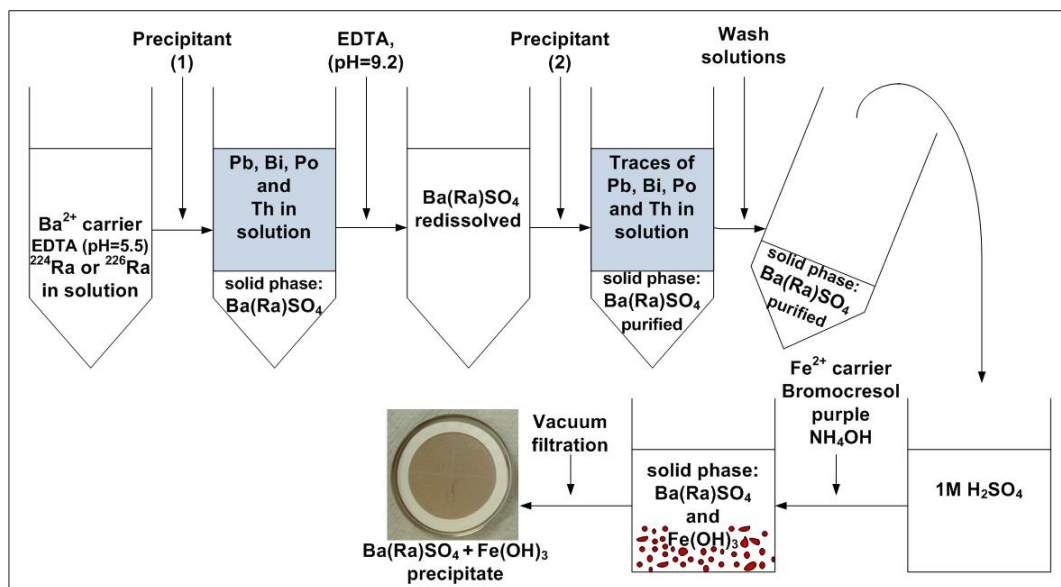 Precipitant
(1)
EDTA,
(pH=9.2)
Precipitant
(2)
Wash
solutions
Ba²⁺ carrier
EDTA (pH=5.5)
²²⁴Ra or ²²⁶Ra
in solution
Pb, Bi, Po
and
Th in
solution
solid phase:
Ba(Ra)SO₄
Ba(Ra)SO₄
redissolved
Traces of
Pb, Bi, Po
and Th in
solution
solid phase:
Ba(Ra)SO₄
purified
solid phase:
Ba(Ra)SO₄
purified
Fe²⁺ carrier
Bromocresol
purple
NH₄OH
1M H₂SO₄
solid phase:
Ba(Ra)SO₄
and
Fe(OH)₃
Vacuum
filtration
Ba(Ra)SO₄ + Fe(OH)₃
precipitate